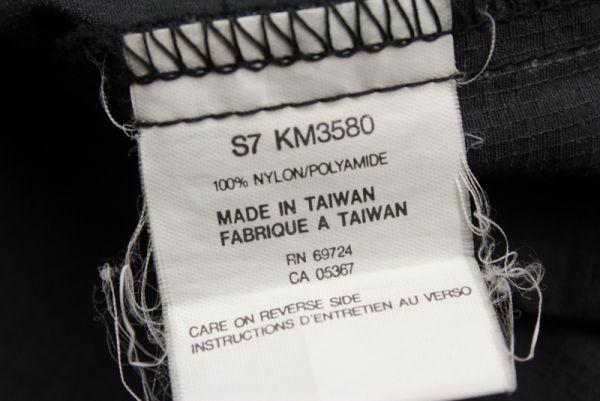 S7 KM3580
100% NYLON/POLYAMIDE
MADE IN TAIWAN
FABRIQUE A TAIWAN
RN 69724
CA 05367
CARE ON REVERSE SIDE
INSTRUCTIONS D'ENTRETIEN AU VERSO